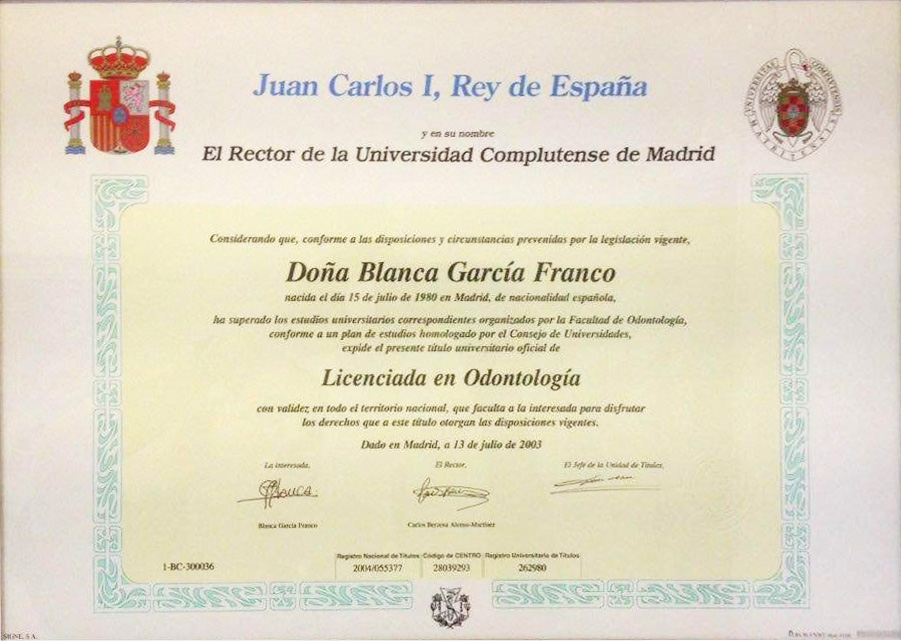 Juan Carlos I, Rey de España
y en su nombre
El Rector de la Universidad Complutense de Madrid
Considerando que, conforme a las disposiciones y circunstancias prevenidas por la legislación vigente,
Doña Blanca García Franco
nacida el día 15 de julio de 1980 en Madrid, de nacionalidad española,
ha superado los estudios universitarios correspondientes organizados por la Facultad de Odontología,
conforme a un plan de estudios homologado por el Consejo de Universidades,
expide el presente título universitario oficial de
Licenciada en Odontología
con validez en todo el territorio nacional, que faculta a la interesada para disfrutar
los derechos que a este título otorgan las disposiciones vigentes.
Dado en Madrid, a 13 de julio de 2003
La interesada, El Rector, El Jefe de la Unidad de Títulos,
Blanca
Blanca García Franco Carlos Berzosa Alonso-Martínez
Registro Nacional de Títulos Código de CENTRO Registro Universitario de Títulos
1-BC-300036 2004/055377 28039293 262980
SIGNE, S.A.